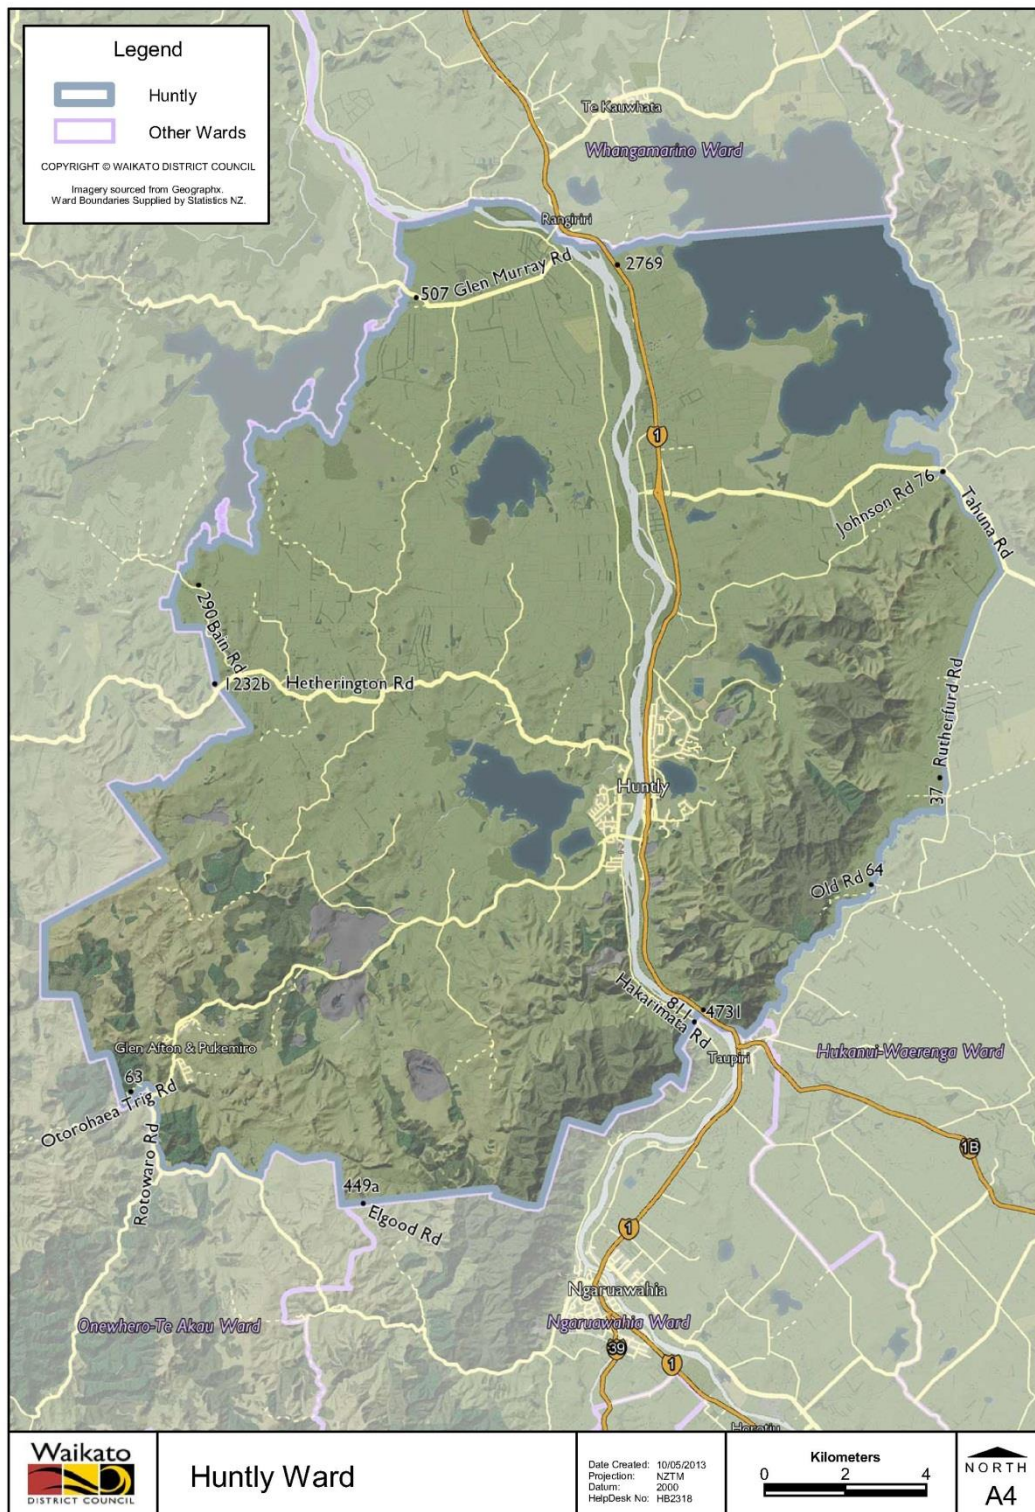 Legend
Huntly
Other Wards
COPYRIGHT © WAIKATO DISTRICT COUNCIL
Imagery sourced from Geographx.
Ward Boundaries Supplied by Statistics NZ.
Te Kauwhata
Whangamarino Ward
Rangiriri
2769
507 Glen Murray Rd
1
Johnson Rd 76
Tahuna Rd
290 Bain Rd
1232b
Hetherington Rd
Rutherfurd Rd
37
Huntly
Old Rd 64
Hakarimata Rd
811
4731
Taupiri
Hukanui-Waerenga Ward
Glen Afton & Pukemiro
63
Otorohaea Trig Rd
Rotowaro Rd
1B
449a
Elgood Rd
1
Ngaruawahia
Onewhero-Te Akau Ward
Ngaruawahia Ward
39
1
Horotiu
Waikato
DISTRICT COUNCIL
Huntly Ward
Date Created: 10/05/2013
Projection: NZTM
Datum: 2000
HelpDesk No: HB2318
Kilometers
0 2 4
NORTH
A4